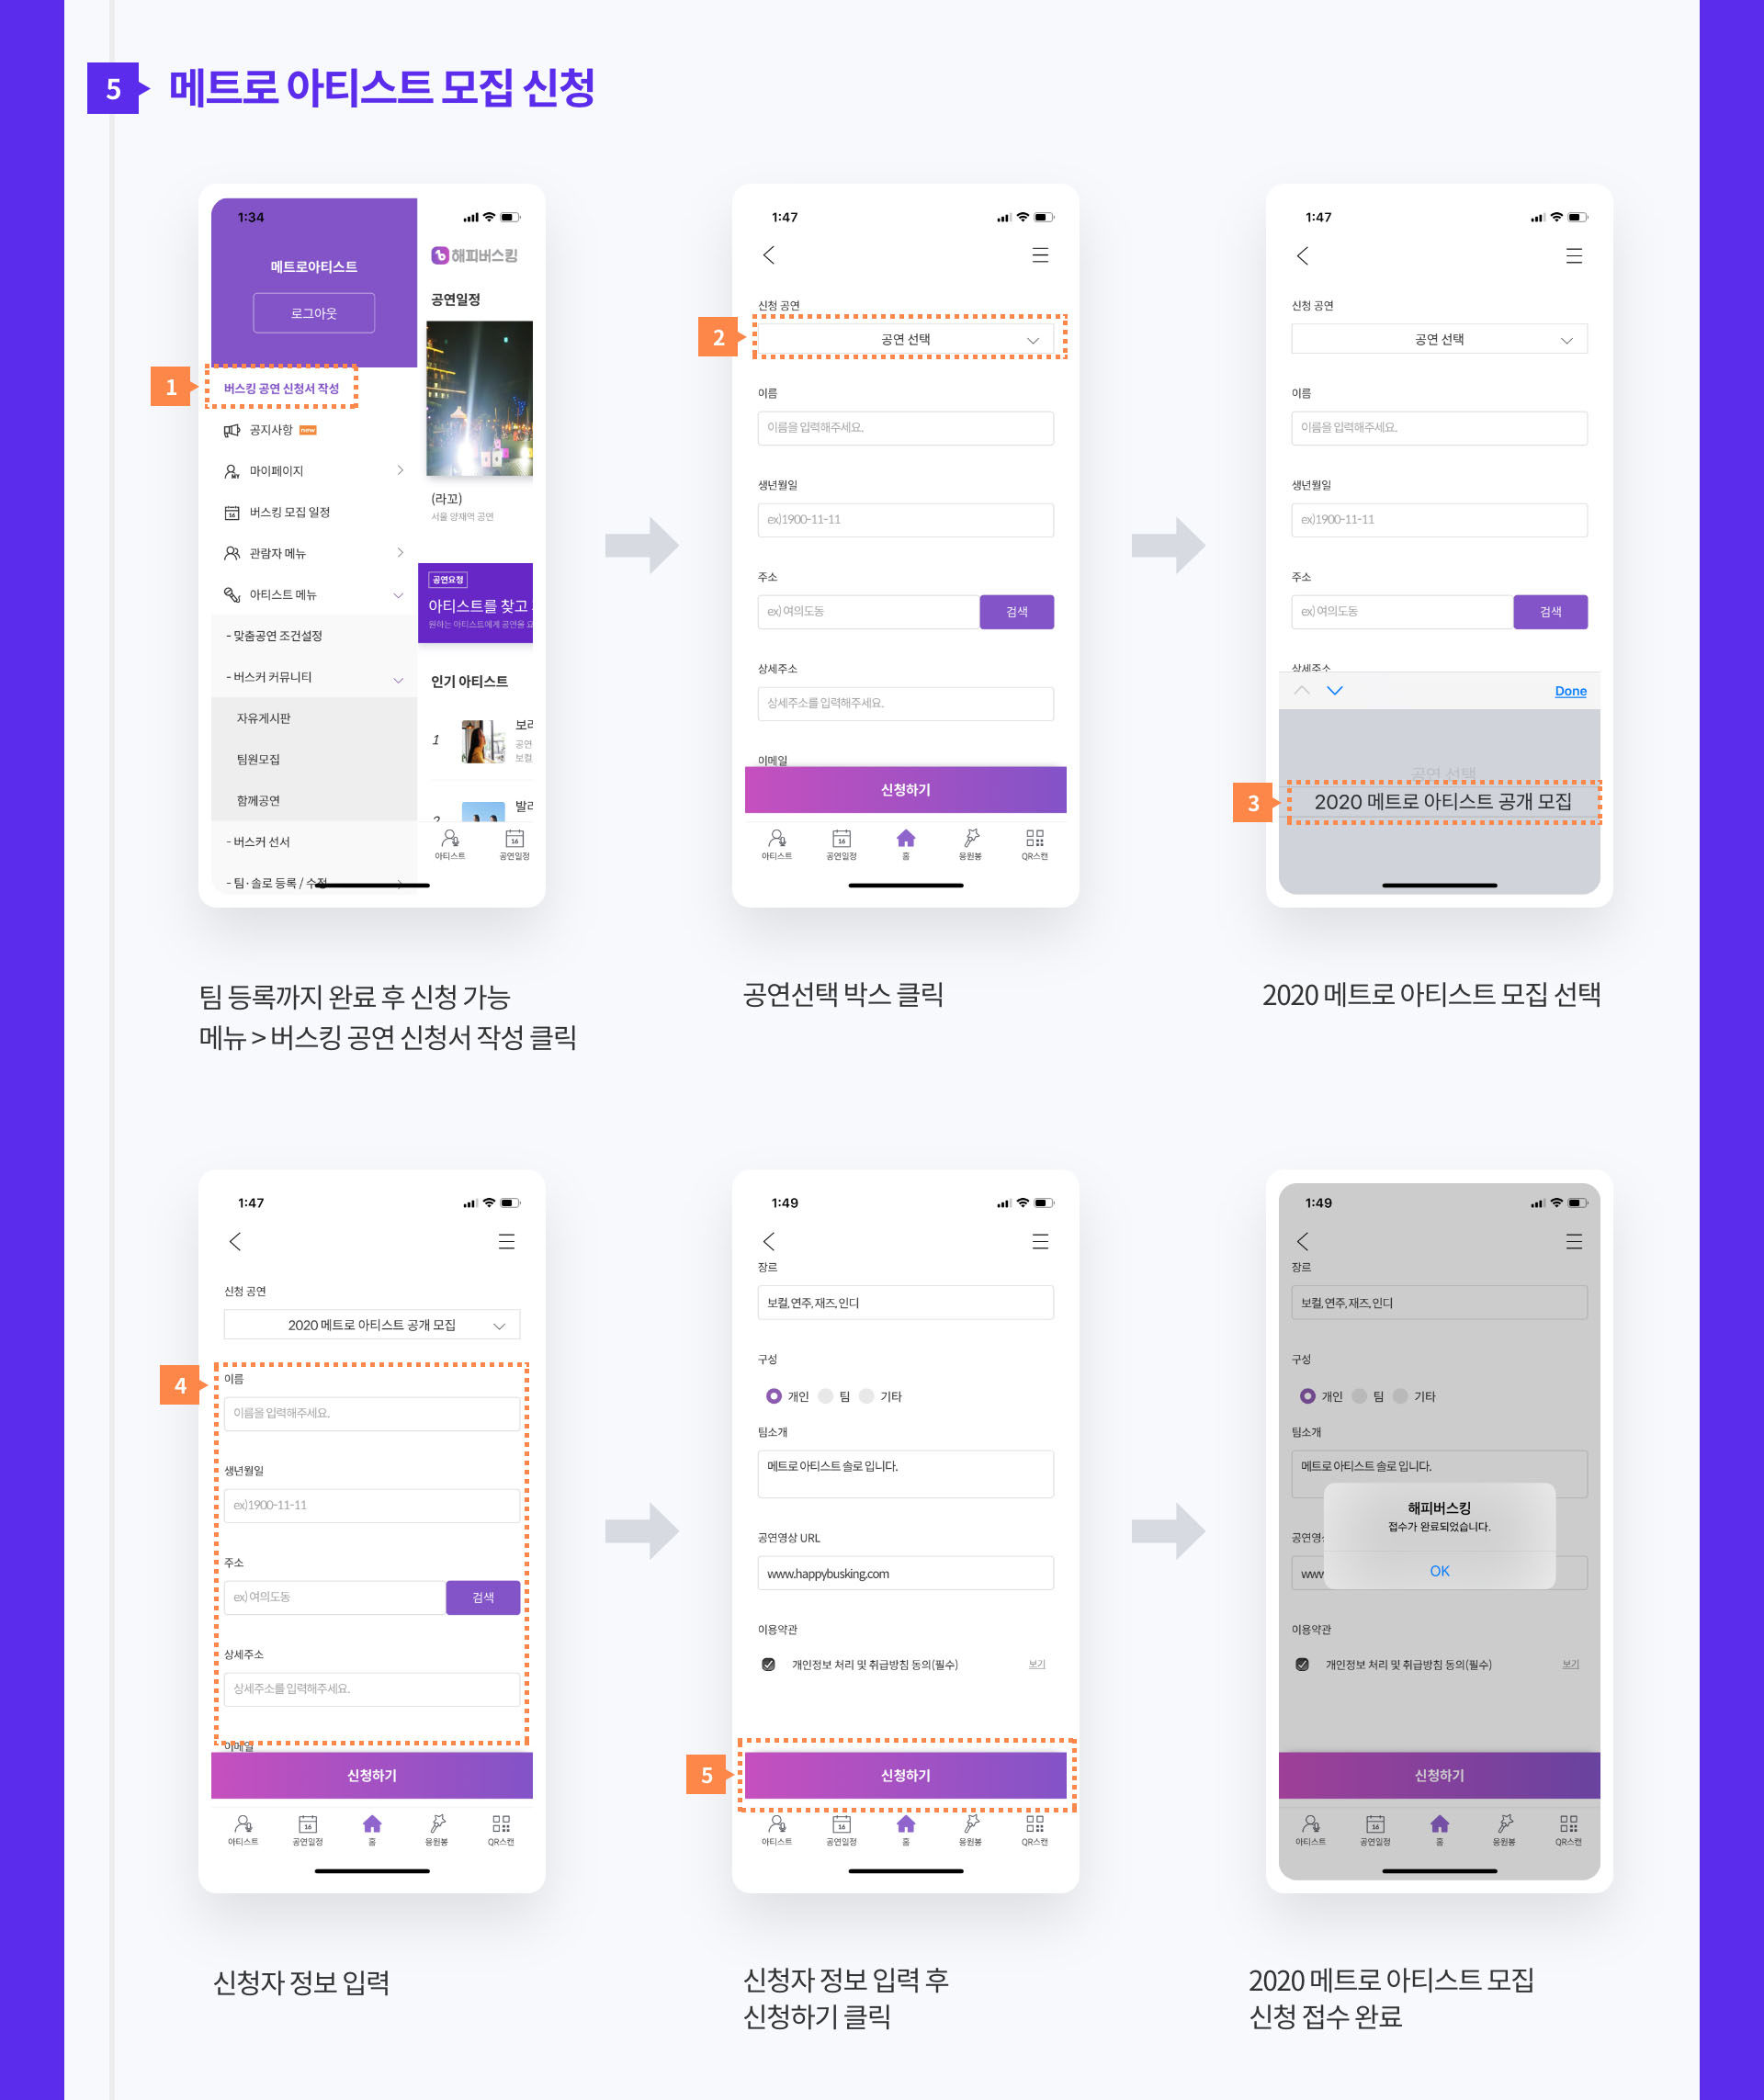 5
메트로 아티스트 모집 신청
1:34
메트로아티스트
로그아웃
1
버스킹 공연 신청서 작성
공지사항 new
마이페이지
버스킹 모집 일정
관람자 메뉴
아티스트 메뉴
- 맞춤공연 조건설정
- 버스커 커뮤니티
자유게시판
팀원모집
함께공연
- 버스커 선서
- 팀·솔로 등록 / 수정
해피버스킹
공연일정
(라꼬)
서울 양재역 공연
공연요청
아티스트를 찾고
원하는 아티스트에게 공연을 요
인기 아티스트
1
공연
보컬
아티스트
공연일정
1:47
신청 공연
2
공연 선택
이름
이름을 입력해주세요.
생년월일
ex)1900-11-11
주소
ex) 여의도동
검색
상세주소
상세주소를 입력해주세요.
이메일
신청하기
아티스트
공연일정
홈
응원봉
QR스캔
1:47
신청 공연
공연 선택
이름
이름을 입력해주세요.
생년월일
ex)1900-11-11
주소
ex) 여의도동
검색
상세주소
Done
공연 선택
3
2020 메트로 아티스트 공개 모집
팀 등록까지 완료 후 신청 가능
메뉴 > 버스킹 공연 신청서 작성 클릭
공연선택 박스 클릭
2020 메트로 아티스트 모집 선택
1:47
신청 공연
2020 메트로 아티스트 공개 모집
4
이름
이름을 입력해주세요.
생년월일
ex)1900-11-11
주소
ex) 여의도동
검색
상세주소
상세주소를 입력해주세요.
이메일
신청하기
아티스트
공연일정
홈
응원봉
QR스캔
1:49
장르
보컬, 연주, 재즈, 인디
구성
개인
팀
기타
팀소개
메트로 아티스트 솔로 입니다.
공연영상 URL
www.happybusking.com
이용약관
개인정보 처리 및 취급방침 동의(필수)
보기
5
신청하기
아티스트
공연일정
홈
응원봉
QR스캔
1:49
장르
보컬, 연주, 재즈, 인디
구성
개인
팀
기타
팀소개
메트로 아티스트 솔로 입니다.
해피버스킹
접수가 완료되었습니다.
OK
공연영상
www
이용약관
개인정보 처리 및 취급방침 동의(필수)
보기
신청하기
아티스트
공연일정
홈
응원봉
QR스캔
신청자 정보 입력
신청자 정보 입력 후
신청하기 클릭
2020 메트로 아티스트 모집
신청 접수 완료